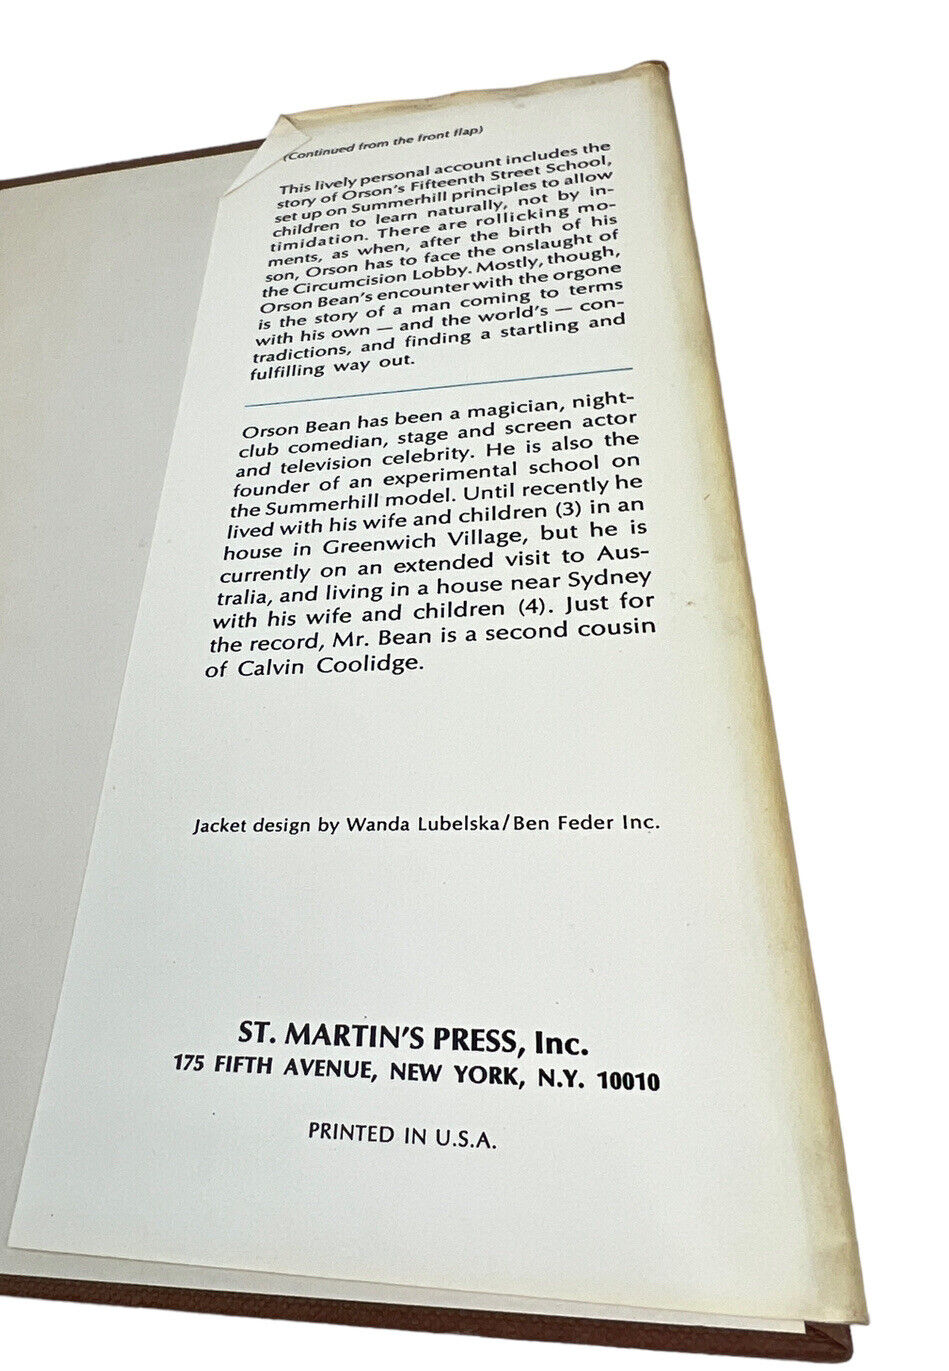 (Continued from the front flap)
This lively personal account includes the
story of Orson's Fifteenth Street School,
set up on Summerhill principles to allow
children to learn naturally, not by in-
timidation. There are rollicking mo-
ments, as when, after the birth of his
son, Orson has to face the onslaught of
the Circumcision Lobby. Mostly, though,
Orson Bean's encounter with the orgone
is the story of a man coming to terms
with his own — and the world's — con-
tradictions, and finding a startling and
fulfilling way out.
Orson Bean has been a magician, night-
club comedian, stage and screen actor
and television celebrity. He is also the
founder of an experimental school on
the Summerhill model. Until recently he
lived with his wife and children (3) in an
house in Greenwich Village, but he is
currently on an extended visit to Aus-
tralia, and living in a house near Sydney
with his wife and children (4). Just for
the record, Mr. Bean is a second cousin
of Calvin Coolidge.
Jacket design by Wanda Lubelska/Ben Feder Inc.
ST. MARTIN'S PRESS, Inc.
175 FIFTH AVENUE, NEW YORK, N.Y. 10010
PRINTED IN U.S.A.